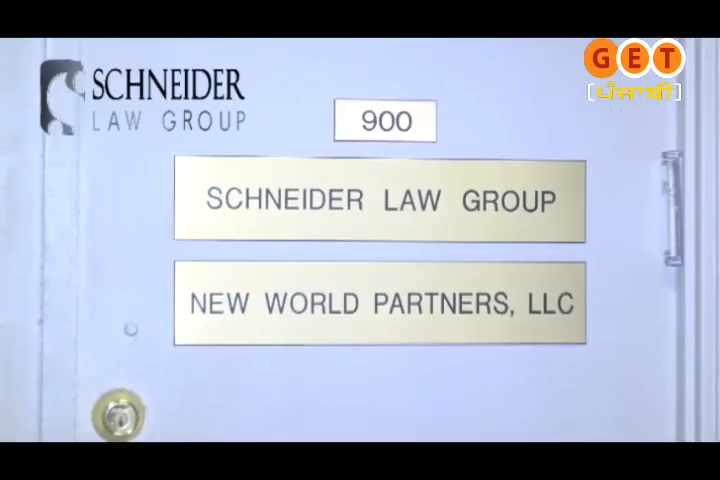 SCHNEIDER
LAW GROUP
GET
[ਪੰਜਾਬੀ]
900
SCHNEIDER LAW GROUP
NEW WORLD PARTNERS, LLC